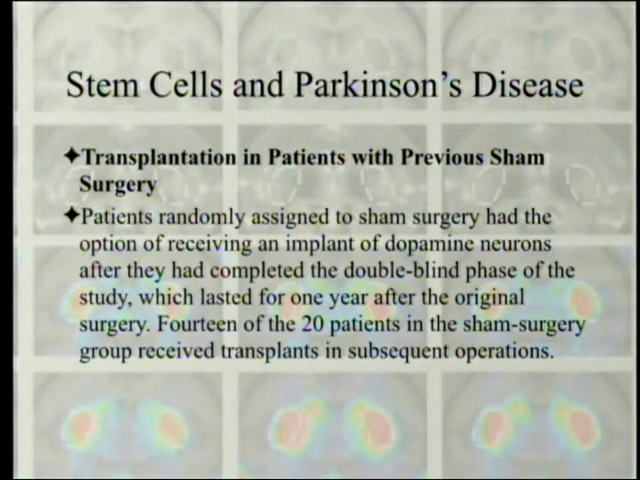 Stem Cells and Parkinson's Disease
✦Transplantation in Patients with Previous Sham
Surgery
✦Patients randomly assigned to sham surgery had the
option of receiving an implant of dopamine neurons
after they had completed the double-blind phase of the
study, which lasted for one year after the original
surgery. Fourteen of the 20 patients in the sham-surgery
group received transplants in subsequent operations.